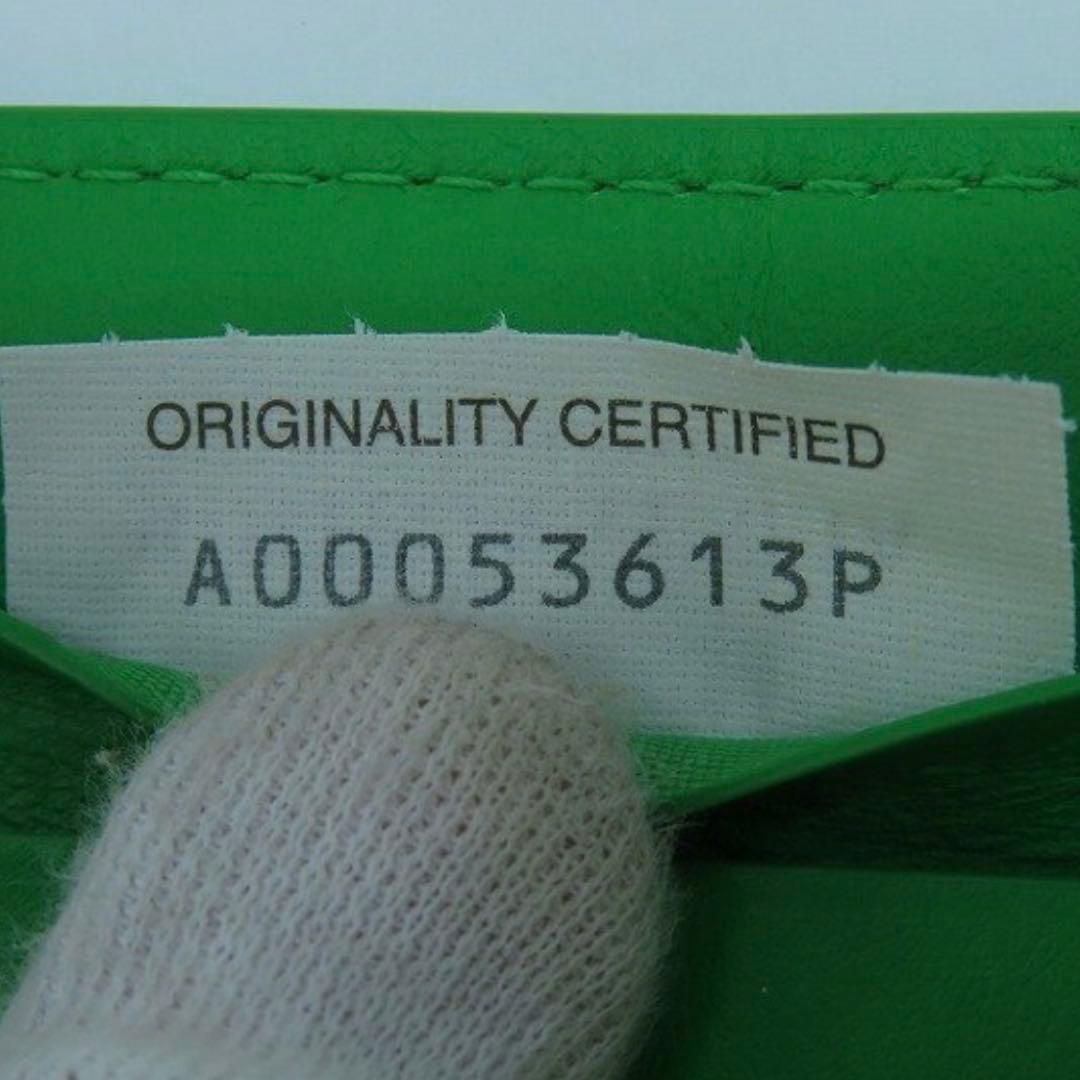 ORIGINALITY CERTIFIED
A00053613P